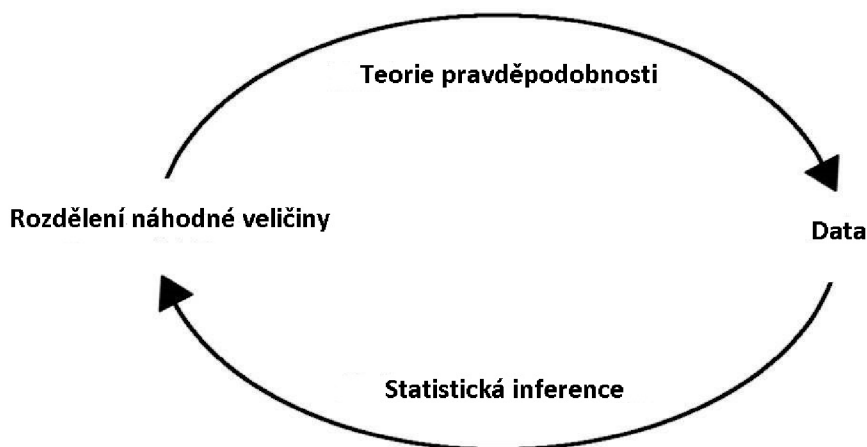 Teorie pravděpodobnosti
Rozdělení náhodné veličiny
Data
Statistická inference